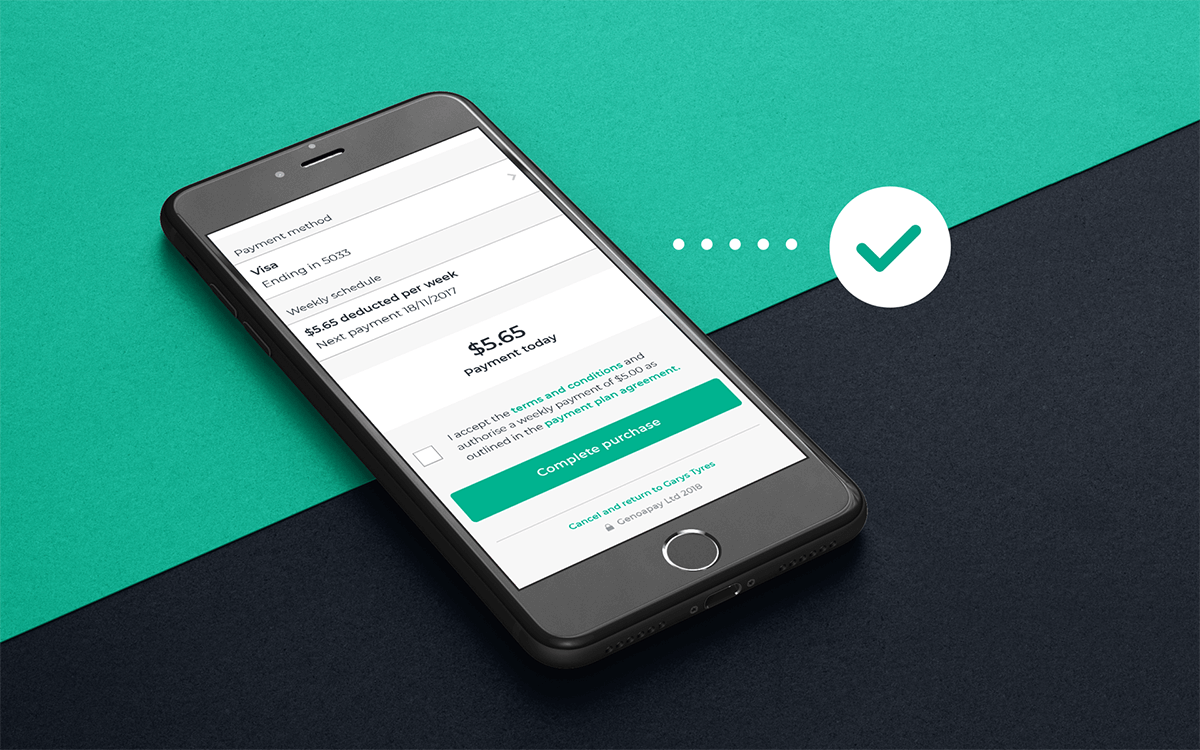 Payment method
Visa
Ending in 5033
Weekly schedule
$5.65 deducted per week
Next payment 18/11/2017
$5.65
Payment today
I accept the terms and conditions and
authorise a weekly payment of $5.00 as
outlined in the payment plan agreement.
Complete purchase
Cancel and return to Garys Tyres
Genoapay Ltd 2018